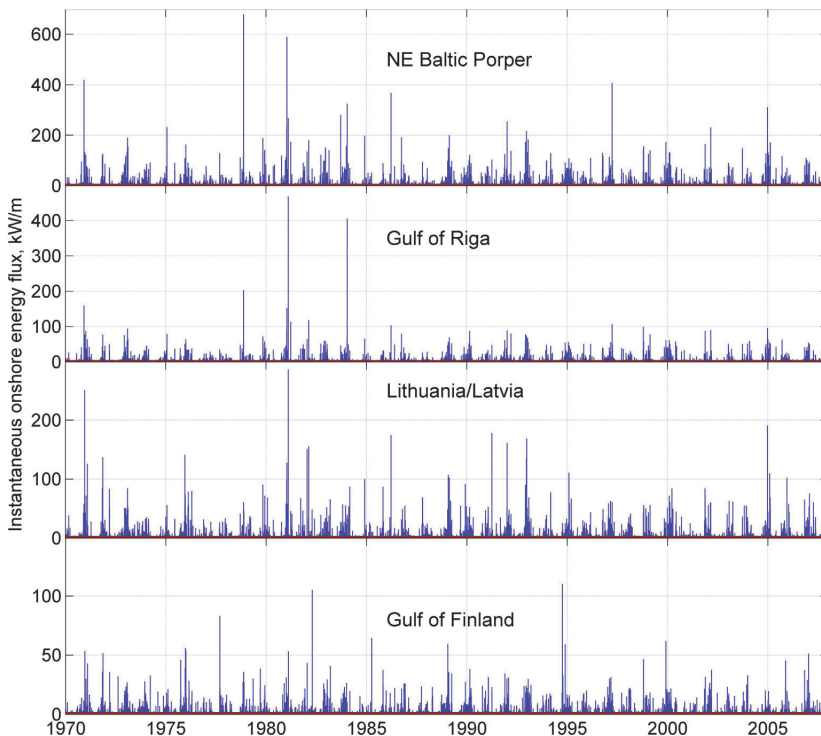 Instantaneous onshore energy flux, kW/m
600
NE Baltic Porper
400
200
0
400
Gulf of Riga
300
200
100
0
Lithuania/Latvia
200
100
0
100
Gulf of Finland
50
0
1970 1975 1980 1985 1990 1995 2000 2005